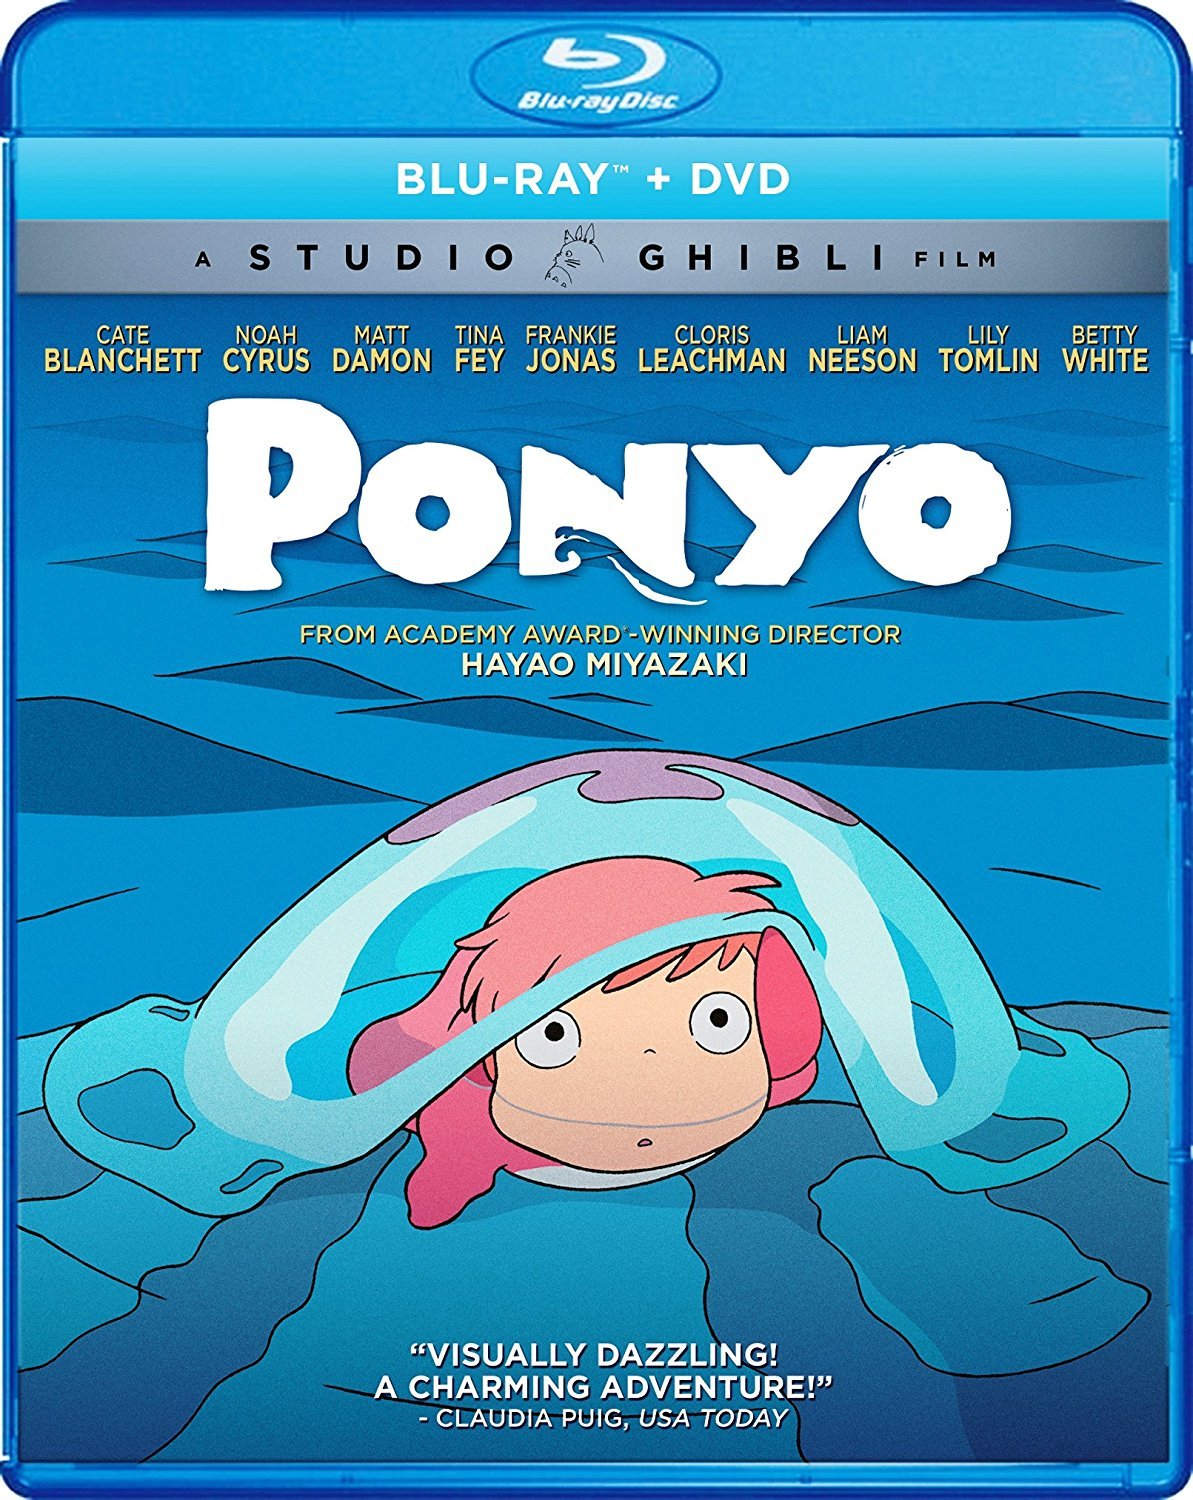 Blu-ray Disc
BLU-RAY™ + DVD
A STUDIO GHIBLI FILM
CATE BLANCHETT
NOAH CYRUS
MATT DAMON
TINA FEY
FRANKIE JONAS
CLORIS LEACHMAN
LIAM NEESON
LILY TOMLIN
BETTY WHITE
PONYO
FROM ACADEMY AWARD®-WINNING DIRECTOR
HAYAO MIYAZAKI
“VISUALLY DAZZLING!
A CHARMING ADVENTURE!”
- CLAUDIA PUIG, USA TODAY